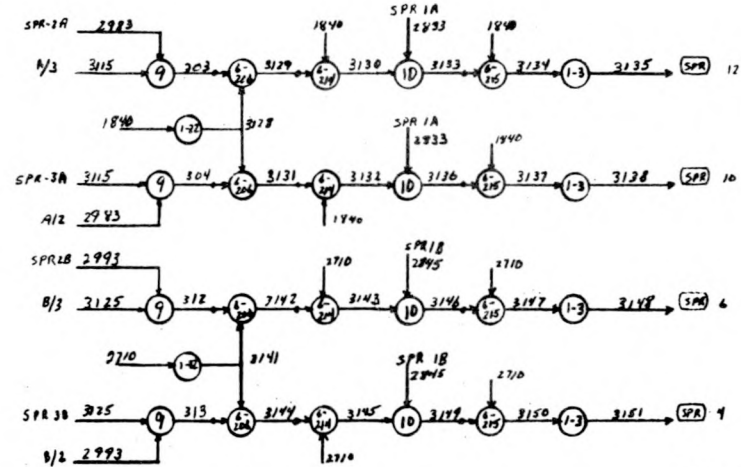 SPR-2A 2983 1840 SPR 1A 2833 1840
A/3 3115 9 203 6-206 3129 6-214 3130 10 3133 6-215 3134 1-3 3135 SPR 12
1840 1-22 3128
SPR 1A 2833 1840
SPR-3A 3115 9 304 6-206 3131 6-214 3132 10 3136 6-215 3137 1-3 3138 SPR 10
A/2 2983 1840
SPR2B 2993 2710 SPR1B 2845 2710
B/3 3125 9 312 6-206 3142 6-214 3143 10 3146 6-215 3147 1-3 3148 SPR 6
2710 1-22 3141
SPR 1B 2845 2710
SPR 3B 3125 9 313 6-206 3144 6-214 3145 10 3149 6-215 3150 1-3 3151 SPR 4
B/2 2993 2710